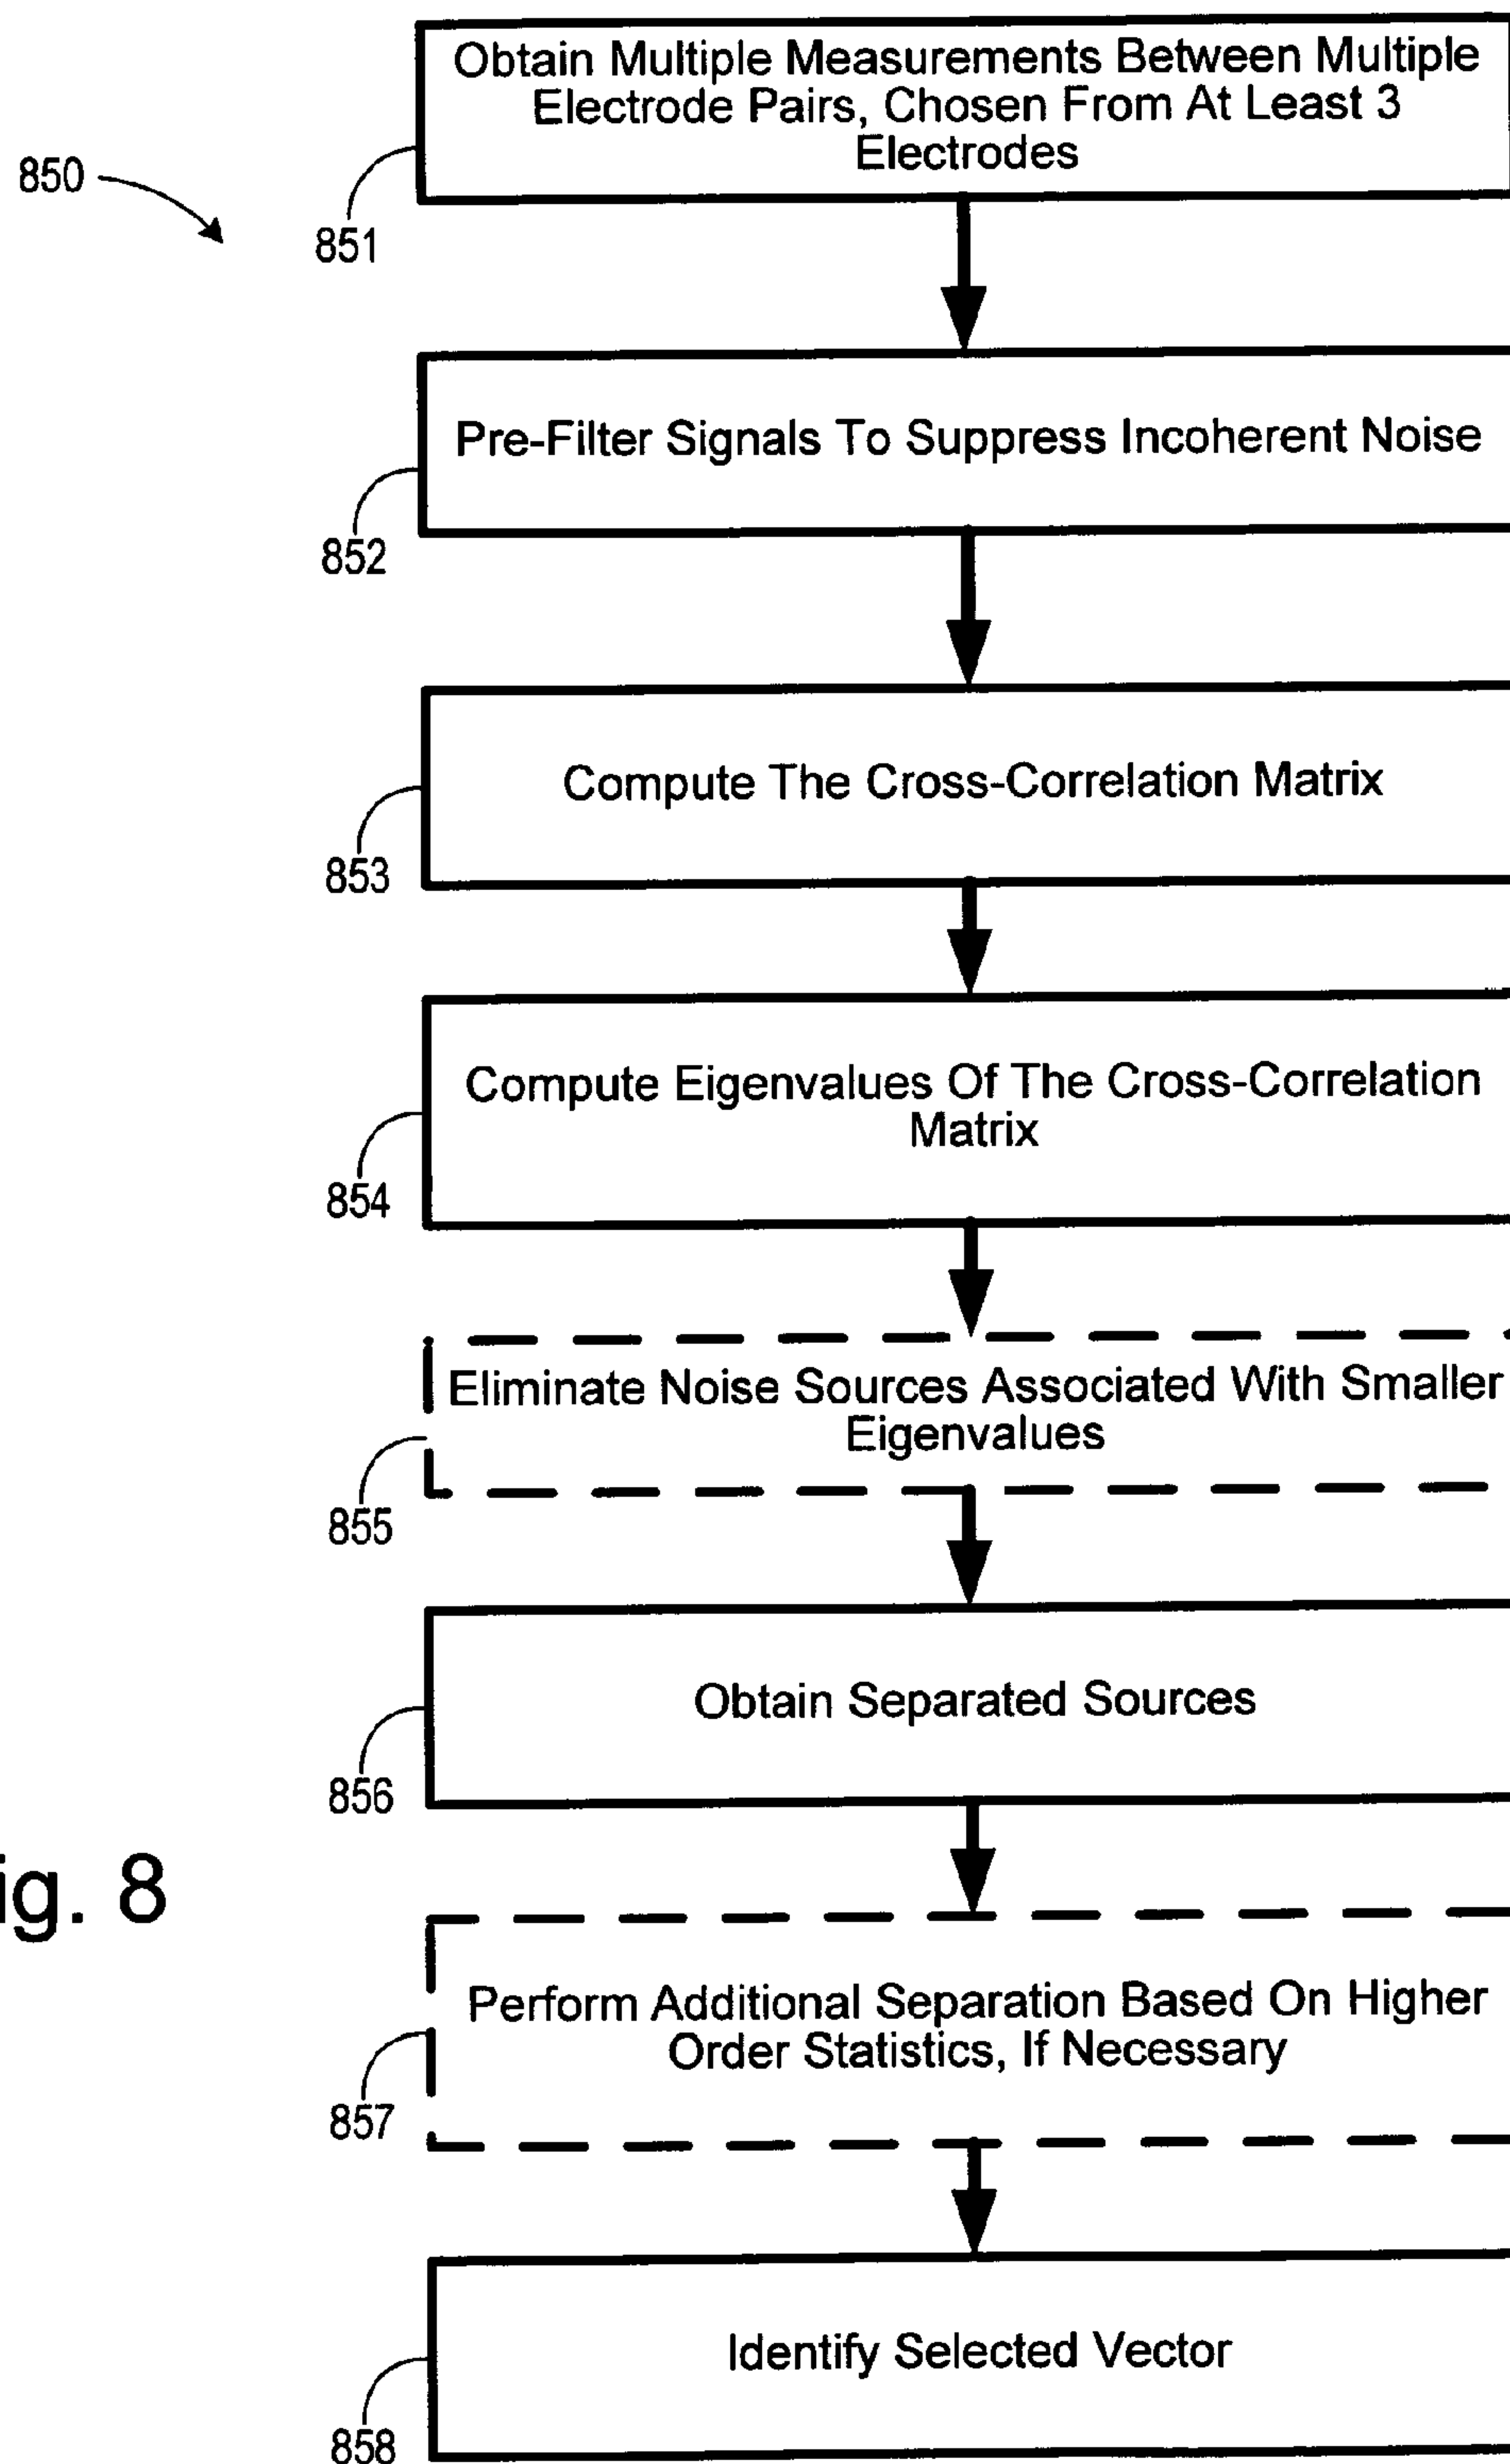 Obtain Multiple Measurements Between Multiple
Electrode Pairs, Chosen From At Least 3
Electrodes
850
851
Pre-Filter Signals To Suppress Incoherent Noise
852
Compute The Cross-Correlation Matrix
853
Compute Eigenvalues Of The Cross-Correlation
Matrix
854
Eliminate Noise Sources Associated With Smaller
Eigenvalues
855
Obtain Separated Sources
856
ig. 8
Perform Additional Separation Based On Higher
Order Statistics, If Necessary
857
Identify Selected Vector
858